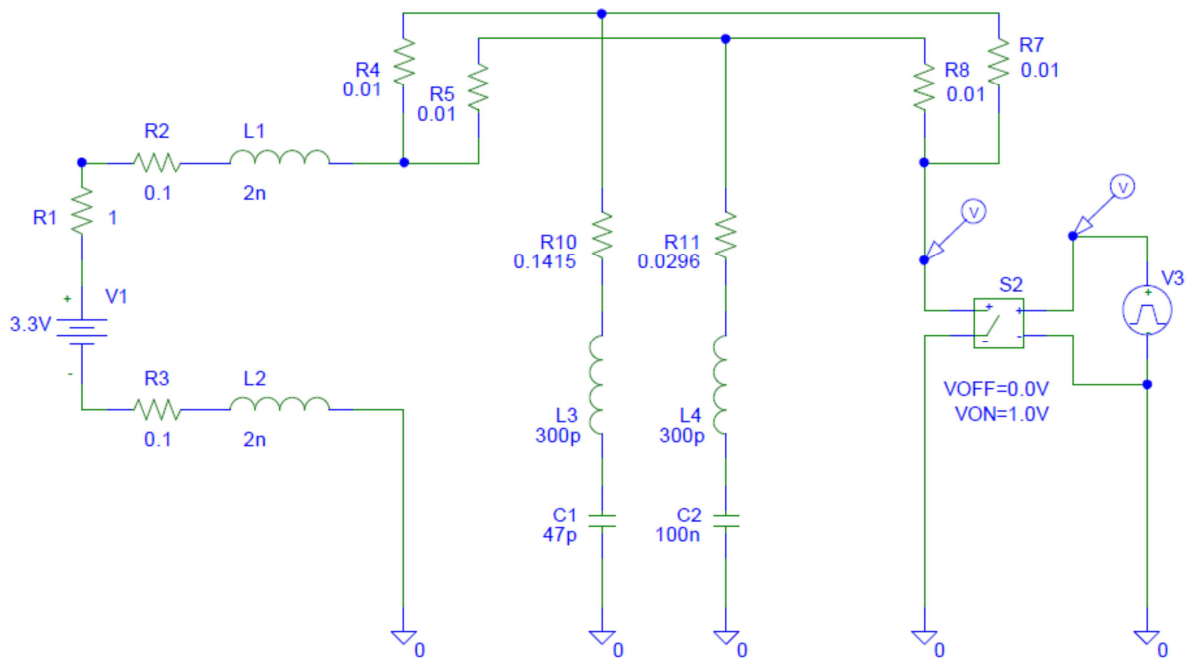 R4
0.01
R5
0.01
R7
0.01
R8
0.01
R2
0.1
L1
2n
R1
1
V1
+
3.3V
-
R3
0.1
L2
2n
R10
0.1415
R11
0.0296
L3
300p
L4
300p
C1
47p
C2
100n
V
V
S2
+
+
-
-
VOFF=0.0V
VON=1.0V
V3
+
-
0
0
0
0
0